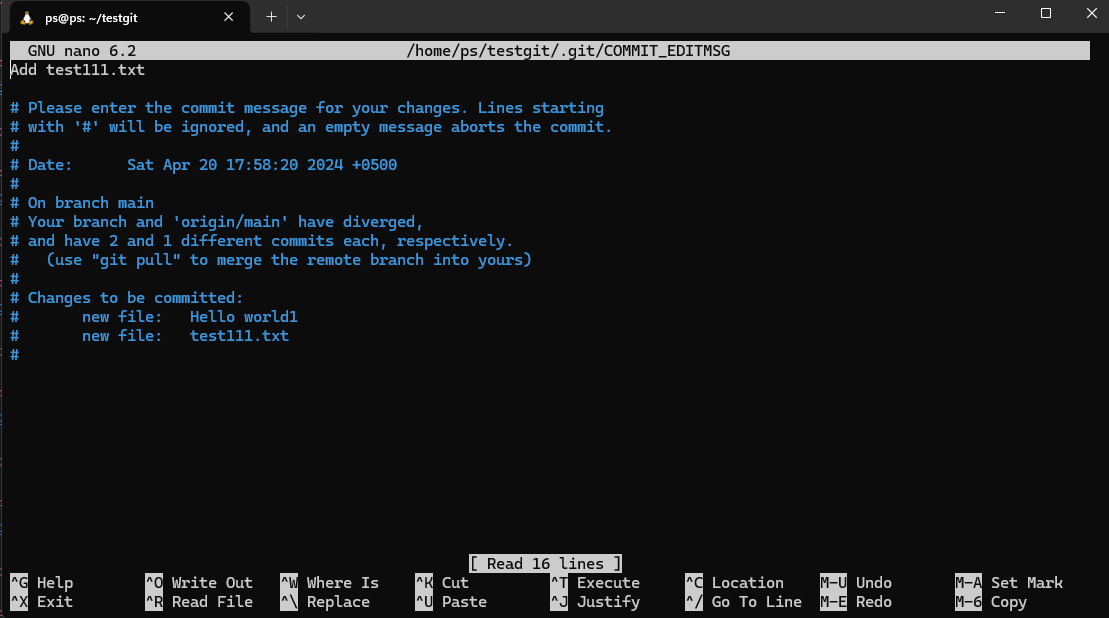 ps@ps: ~/testgit
GNU nano 6.2 /home/ps/testgit/.git/COMMIT_EDITMSG
Add test111.txt
# Please enter the commit message for your changes. Lines starting
# with '#' will be ignored, and an empty message aborts the commit.
#
# Date:      Sat Apr 20 17:58:20 2024 +0500
#
# On branch main
# Your branch and 'origin/main' have diverged,
# and have 2 and 1 different commits each, respectively.
#   (use "git pull" to merge the remote branch into yours)
#
# Changes to be committed:
#       new file:   Hello world1
#       new file:   test111.txt
#
[ Read 16 lines ]
^G Help ^O Write Out ^W Where Is ^K Cut ^T Execute ^C Location M-U Undo M-A Set Mark
^X Exit ^R Read File ^\ Replace ^U Paste ^J Justify ^/ Go To Line M-E Redo M-6 Copy